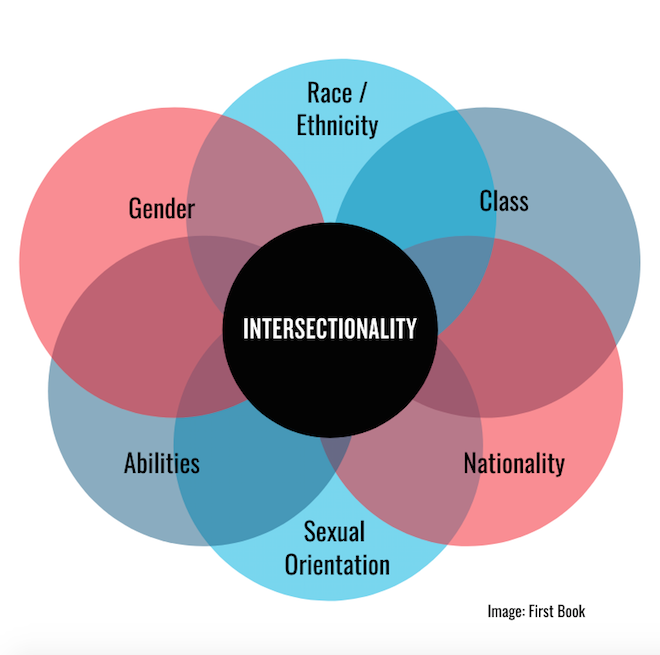 Race /
Ethnicity
Gender
Class
INTERSECTIONALITY
Abilities
Nationality
Sexual
Orientation
Image: First Book